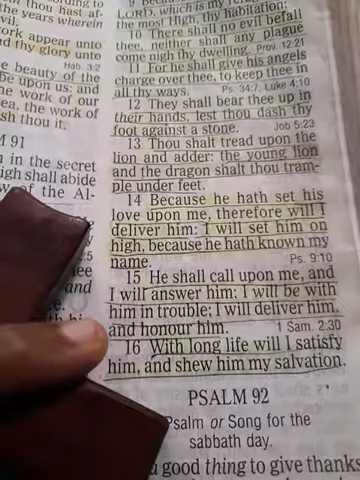 thou hast af-
the years wherein
work appear unto
nd thy glory unto
Hab. 3:2
e beauty of the
be upon us: and
he work of our
ea, the work of
sh thou it.
M 91
in the secret
igh shall abide
of the Al-
LORD, which is my refuge,
the most High, thy habitation;
10 There shall no evil befall
thee, neither shall any plague
come nigh thy dwelling. Prov. 12:21
11 For he shall give his angels
charge over thee, to keep thee in
all thy ways. Ps 34:7; Luke 4:10
12 They shall bear thee up in
their hands, lest thou dash thy
foot against a stone. Job 5:23
13 Thou shalt tread upon the
lion and adder: the young lion
and the dragon shalt thou tram-
ple under feet.
14 Because he hath set his
love upon me, therefore will I
deliver him: I will set him on
high, because he hath known my
name. Ps. 9:10
15 He shall call upon me, and
I will answer him: I will be with
him in trouble; I will deliver him,
and honour him. 1 Sam. 2:30
16 With long life will I satisfy
him, and shew him my salvation.
PSALM 92
Psalm or Song for the
sabbath day.
good thing to give thanks